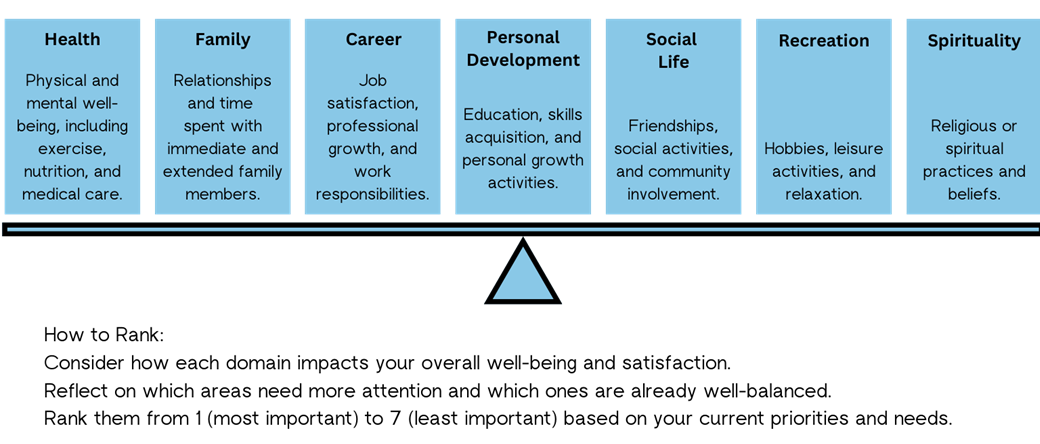 Health
Physical and
mental well-
being, including
exercise,
nutrition, and
medical care.
Family
Relationships
and time
spent with
immediate and
extended family
members.
Career
Job
satisfaction,
professional
growth, and
work
responsibilities.
Personal
Development
Education, skills
acquisition, and
personal growth
activities.
Social
Life
Friendships,
social activities,
and community
involvement.
Recreation
Hobbies, leisure
activities, and
relaxation.
Spirituality
Religious or
spiritual
practices and
beliefs.
How to Rank:
Consider how each domain impacts your overall well-being and satisfaction.
Reflect on which areas need more attention and which ones are already well-balanced.
Rank them from 1 (most important) to 7 (least important) based on your current priorities and needs.